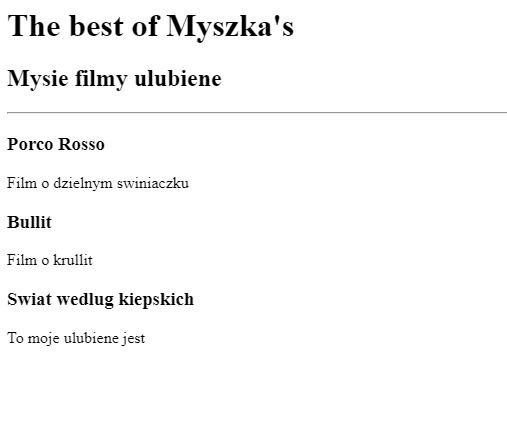 The best of Myszka's
Mysie filmy ulubiene
Porco Rosso
Film o dzielnym swiniaczku
Bullit
Film o krullit
Swiat wedlug kiepskich
To moje ulubiene jest